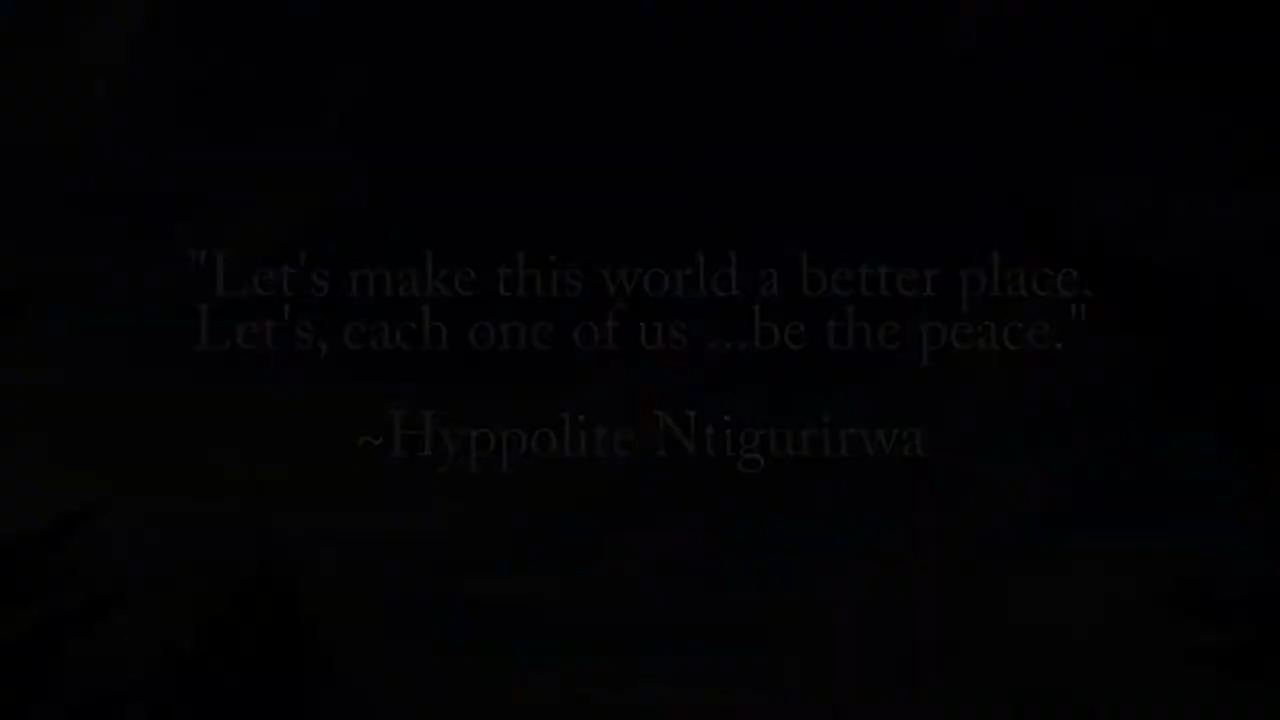 "Let's make this world a better place.
Let's, each one of us ...be the peace."
~Hyppolite Ntigurirwa